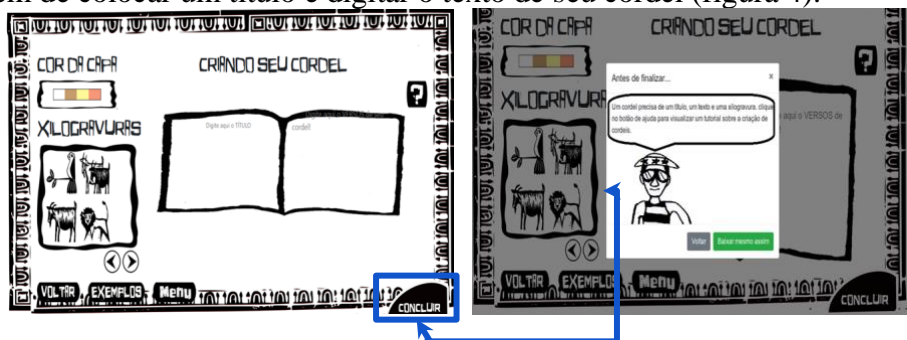 em de colocar um título e digitar o texto de seu cordel (figura 4).
COR DA CAPA
CRIANDO SEU CORDEL
?
XILOGRAVURAS
Digite aqui o TÍTULO
cordel!
VOLTAR
EXEMPLOS
Menu
CONCLUIR
COR DA CAPA
CRIANDO SEU CORDEL
?
XILOGRAVUR
Antes de finalizar...
x
Um cordel precisa de um título, um texto e uma xilogravura, clique
no botão de ajuda para visualizar um tutorial sobre a criação de
cordeis.
aqui o VERSOS de
Voltar
Baixar mesmo assim
VOLTAR
EXEMPLOS
Menu
CONCLUIR